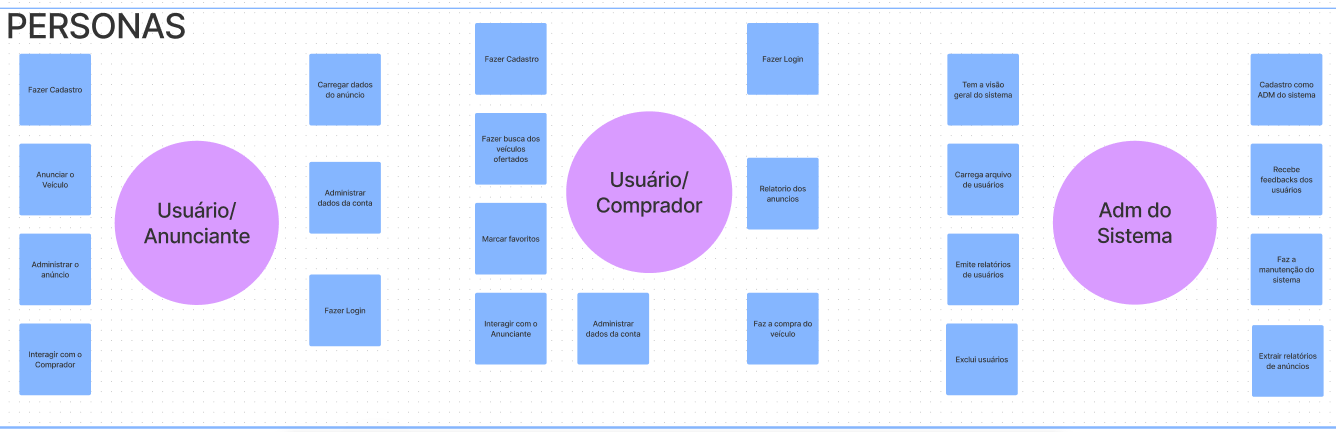 PERSONAS
Fazer Cadastro
Anunciar o
Veículo
Administrar o
anúncio
Interagir com o
Comprador
Usuário/
Anunciante
Carregar dados
do anúncio
Administrar
dados da conta
Fazer Login
Fazer Cadastro
Fazer busca dos
veículos
ofertados
Marcar favoritos
Interagir com o
Anunciante
Usuário/
Comprador
Administrar
dados da conta
Fazer Login
Relatorio dos
anuncios
Faz a compra do
veículo
Tem a visão
geral do sistema
Carrega arquivo
de usuários
Emite relatórios
de usuários
Exclui usuários
Adm do
Sistema
Cadastro como
ADM do sistema
Recebe
feedbacks dos
usuários
Faz a
manutenção do
sistema
Extrair relatórios
de anúncios